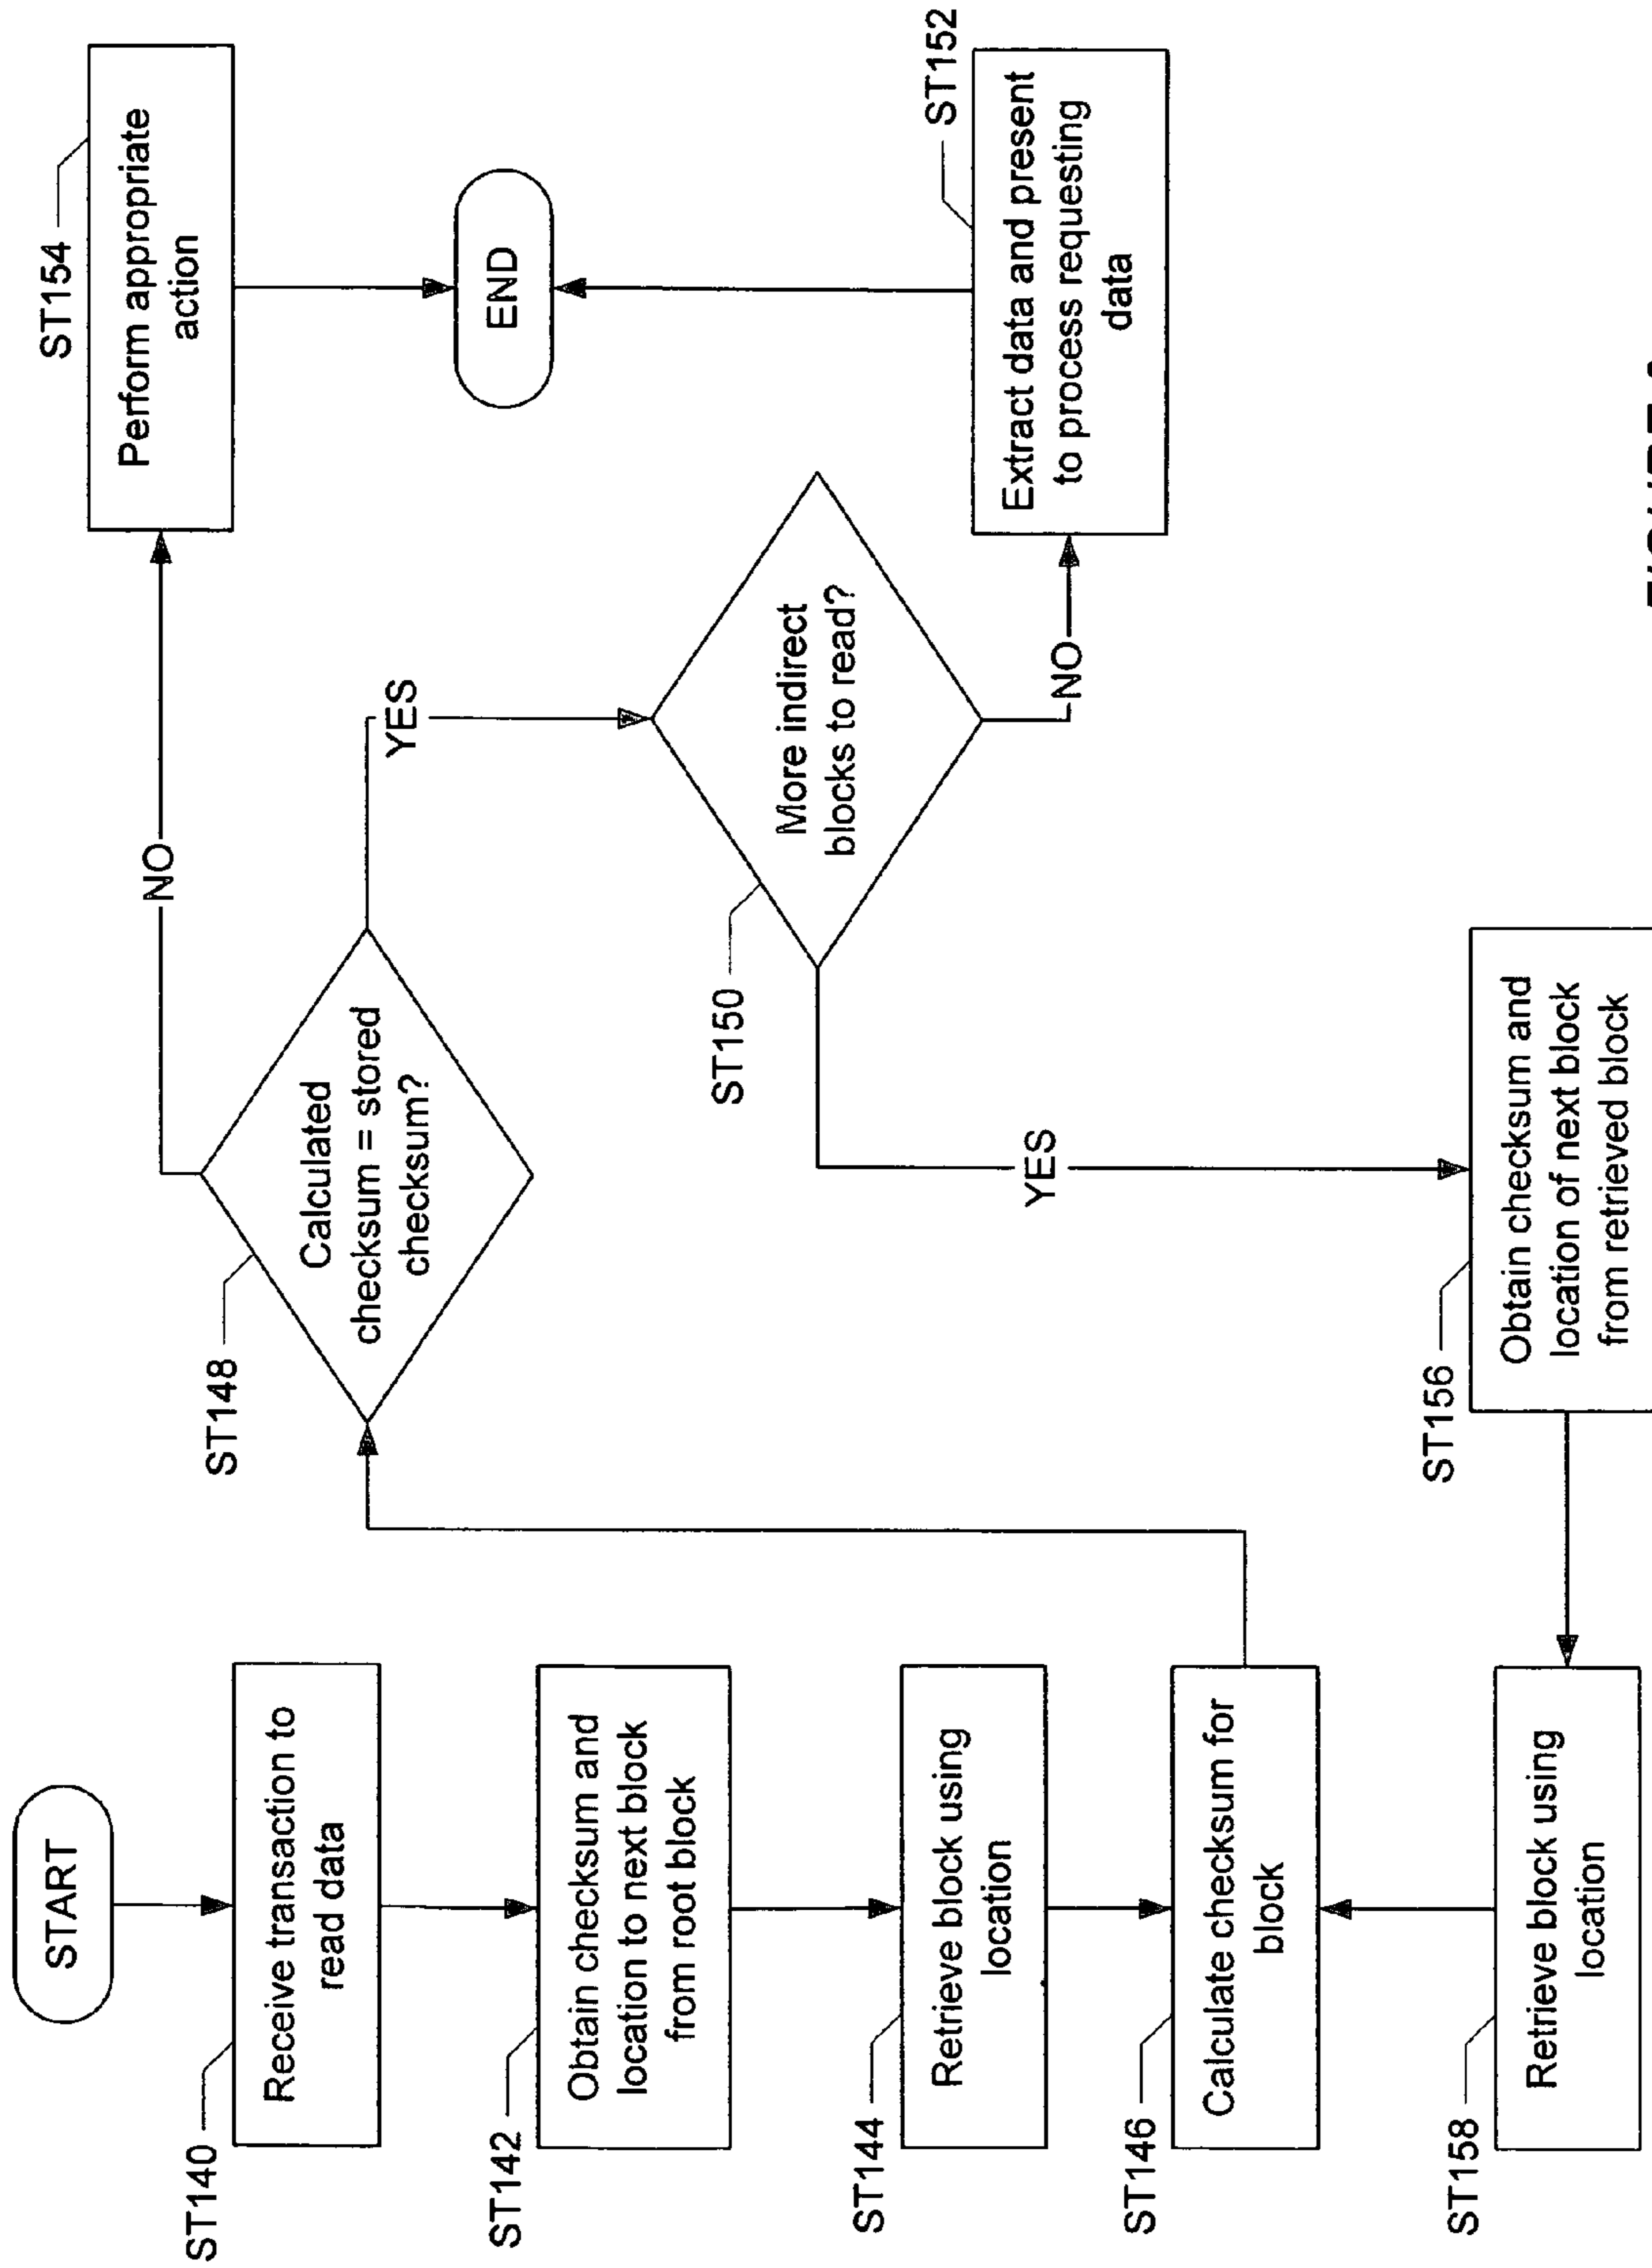 START
ST140
Receive transaction to
read data
ST142
Obtain checksum and
location to next block
from root block
ST144
Retrieve block using
location
ST146
Calculate checksum for
block
ST158
Retrieve block using
location
ST148
Calculated
checksum = stored
checksum?
NO
YES
ST150
More indirect
blocks to read?
YES
NO
ST156
Obtain checksum and
location of next block
from retrieved block
ST154
Perform appropriate
action
END
ST152
Extract data and present
to process requesting
data